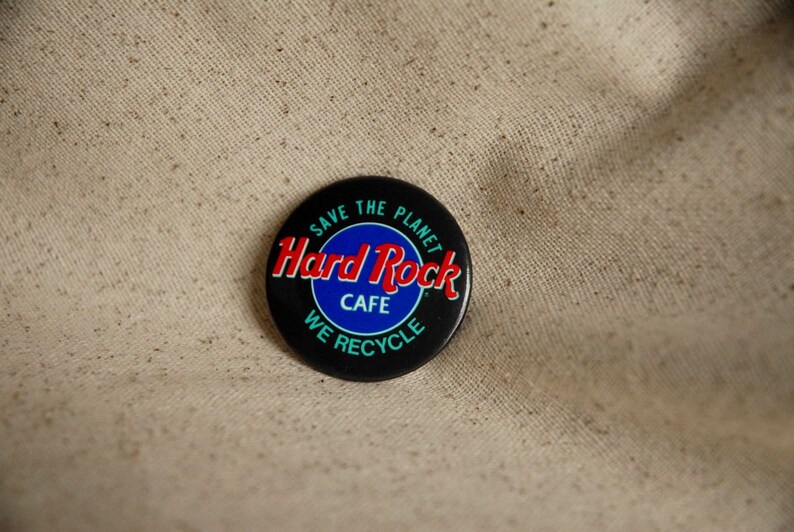 SAVE THE PLANET
Hard Rock
CAFE
WE RECYCLE